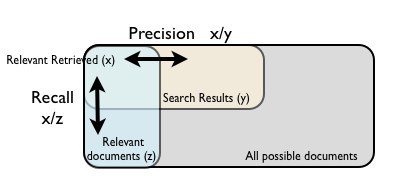 Precision x/y
Relevant Retrieved (x)
Recall
x/z
Search Results (y)
Relevant
documents (z)
All possible documents